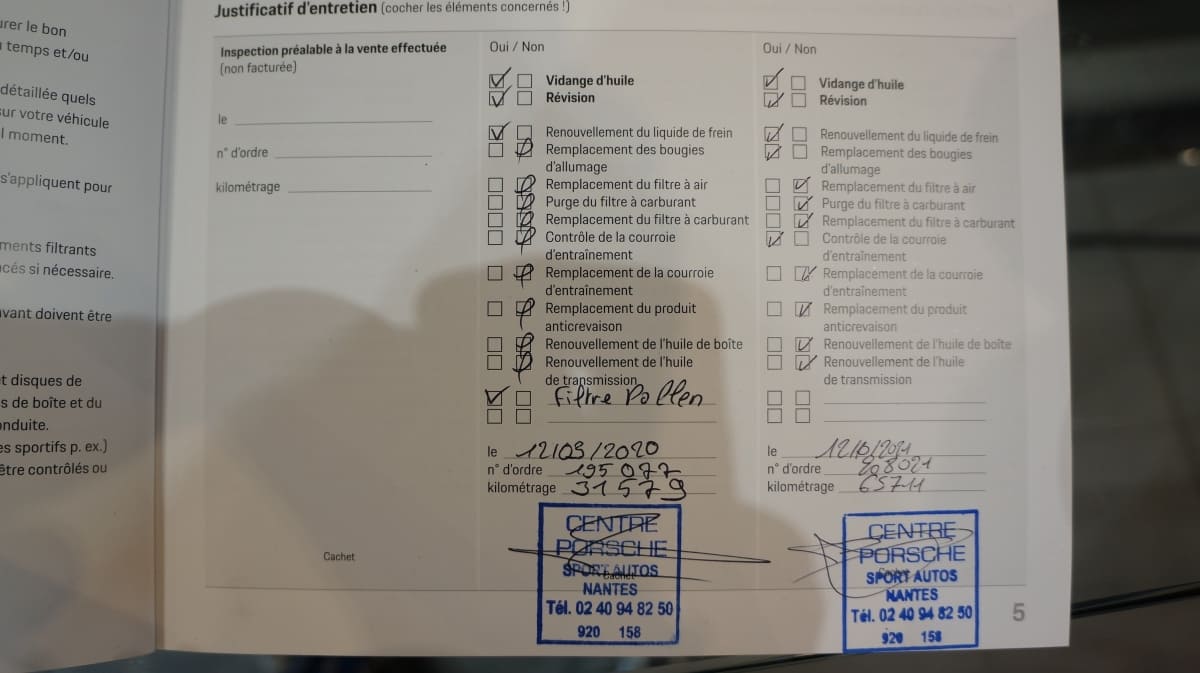 Justificatif d'entretien (cocher les éléments concernés !)
urer le bon
temps et/ou
détaillée quels
sur votre véhicule
l moment.
s'appliquent pour
ments filtrants
acés si nécessaire.
avant doivent être
t disques de
s de boîte et du
onduite.
es sportifs p. ex.)
être contrôlés ou
Inspection préalable à la vente effectuée
(non facturée)
le
n° d'ordre
kilométrage
Cachet
Oui / Non
Vidange d'huile
Révision
Renouvellement du liquide de frein
Remplacement des bougies
d'allumage
Remplacement du filtre à air
Purge du filtre à carburant
Remplacement du filtre à carburant
Contrôle de la courroie
d'entraînement
Remplacement de la courroie
d'entraînement
Remplacement du produit
anticrevaison
Renouvellement de l'huile de boîte
Renouvellement de l'huile
de transmission
Filtre Pollen
le 12/03/2020
n° d'ordre 195077
kilométrage 31579
CENTRE
PORSCHE
SPORT AUTOS
Cachet
NANTES
Tél. 02 40 94 82 50
920 158
Oui / Non
Vidange d'huile
Révision
Renouvellement du liquide de frein
Remplacement des bougies
d'allumage
Remplacement du filtre à air
Purge du filtre à carburant
Remplacement du filtre à carburant
Contrôle de la courroie
d'entraînement
Remplacement de la courroie
d'entraînement
Remplacement du produit
anticrevaison
Renouvellement de l'huile de boîte
Renouvellement de l'huile
de transmission
le
n° d'ordre 208021
kilométrage 65711
CENTRE
PORSCHE
Cachet
SPORT AUTOS
NANTES
Tél. 02 40 94 82 50
920 158
5